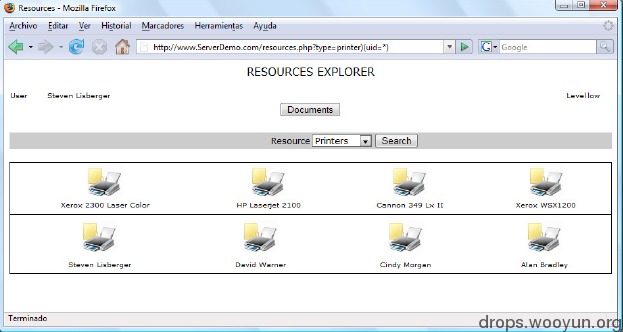 Resources - Mozilla Firefox
Archivo Editar Ver Historial Marcadores Herramientas Ayuda
http://www.ServerDemo.com/resources.php?type=printer)(uid=*)
Google
RESOURCES EXPLORER
User Steven Lisberger Level low
Documents
Resource Printers Search
Xerox 2300 Laser Color HP Laserjet 2100 Cannon 349 Lx II Xerox WSX1200
Steven Lisberger David Warner Cindy Morgan Alan Bradley
Terminado
drops.wooyun.org